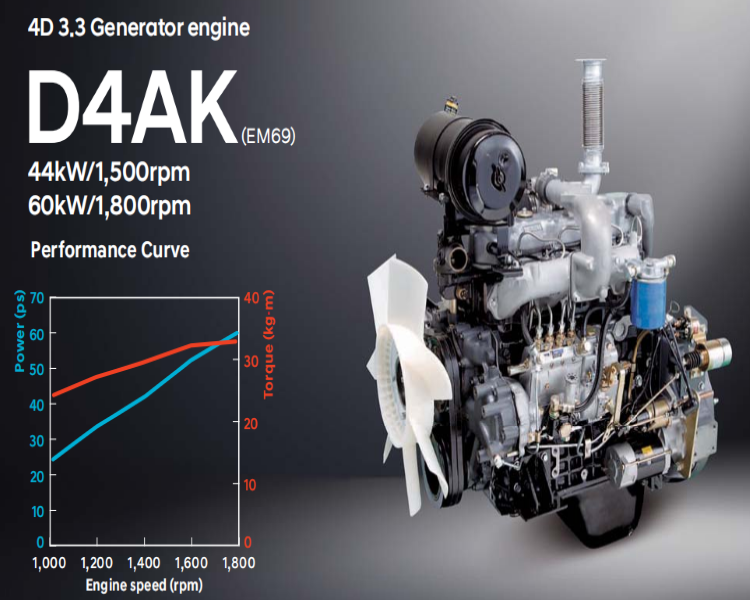 4D 3.3 Generator engine
D4AK (EM69)
44kW/1,500rpm
60kW/1,800rpm
Performance Curve
Power (ps)
70
60
50
40
30
20
10
0
40
30
20
10
0
Torque (kg·m)
1,000 1,200 1,400 1,600 1,800
Engine speed (rpm)